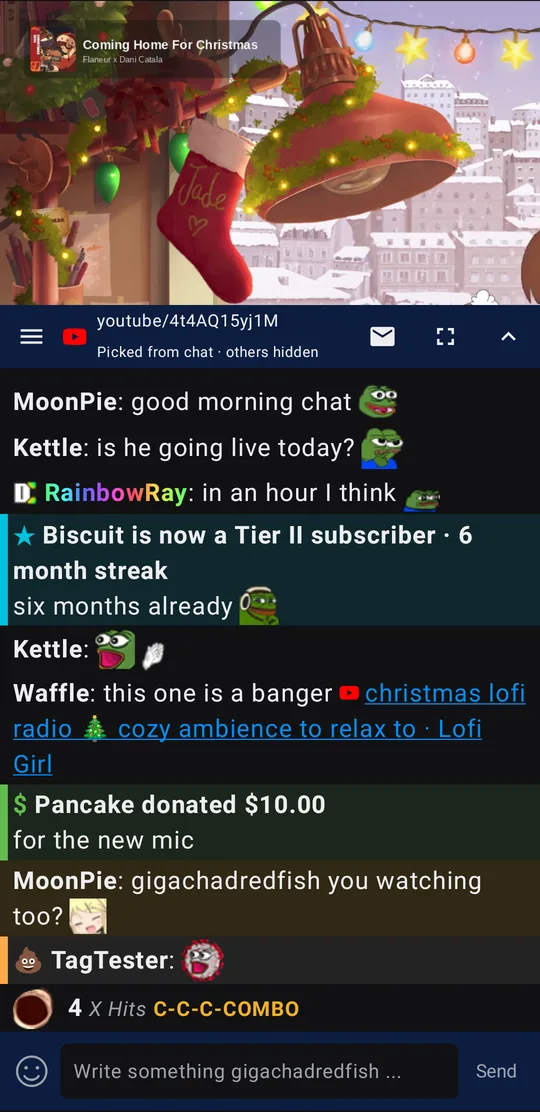 Coming Home For Christmas
Flaneur x Dani Catala
Jade
youtube/4t4AQ15yj1M
Picked from chat · others hidden
MoonPie: good morning chat
Kettle: is he going live today?
RainbowRay: in an hour I think
★ Biscuit is now a Tier II subscriber · 6
month streak
six months already
Kettle:
Waffle: this one is a banger christmas lofi
radio 🎄 cozy ambience to relax to · Lofi
Girl
$ Pancake donated $10.00
for the new mic
MoonPie: gigachadredfish you watching
too?
💩 TagTester:
4 X Hits C-C-C-COMBO
Write something gigachadredfish ...
Send